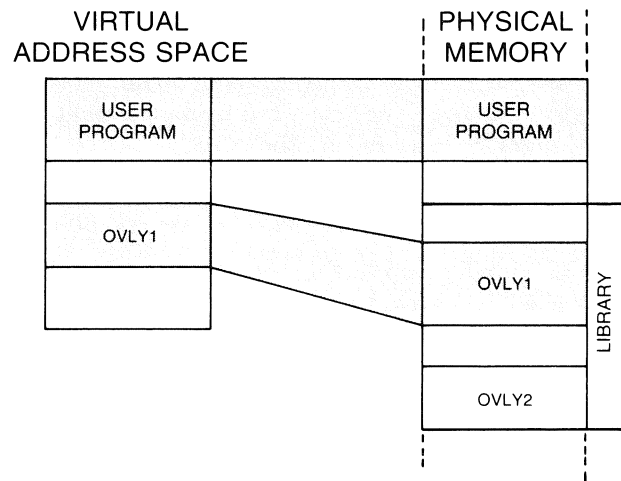 VIRTUAL
ADDRESS SPACE
PHYSICAL
MEMORY
USER
PROGRAM
USER
PROGRAM
OVLY1
OVLY1
LIBRARY
OVLY2